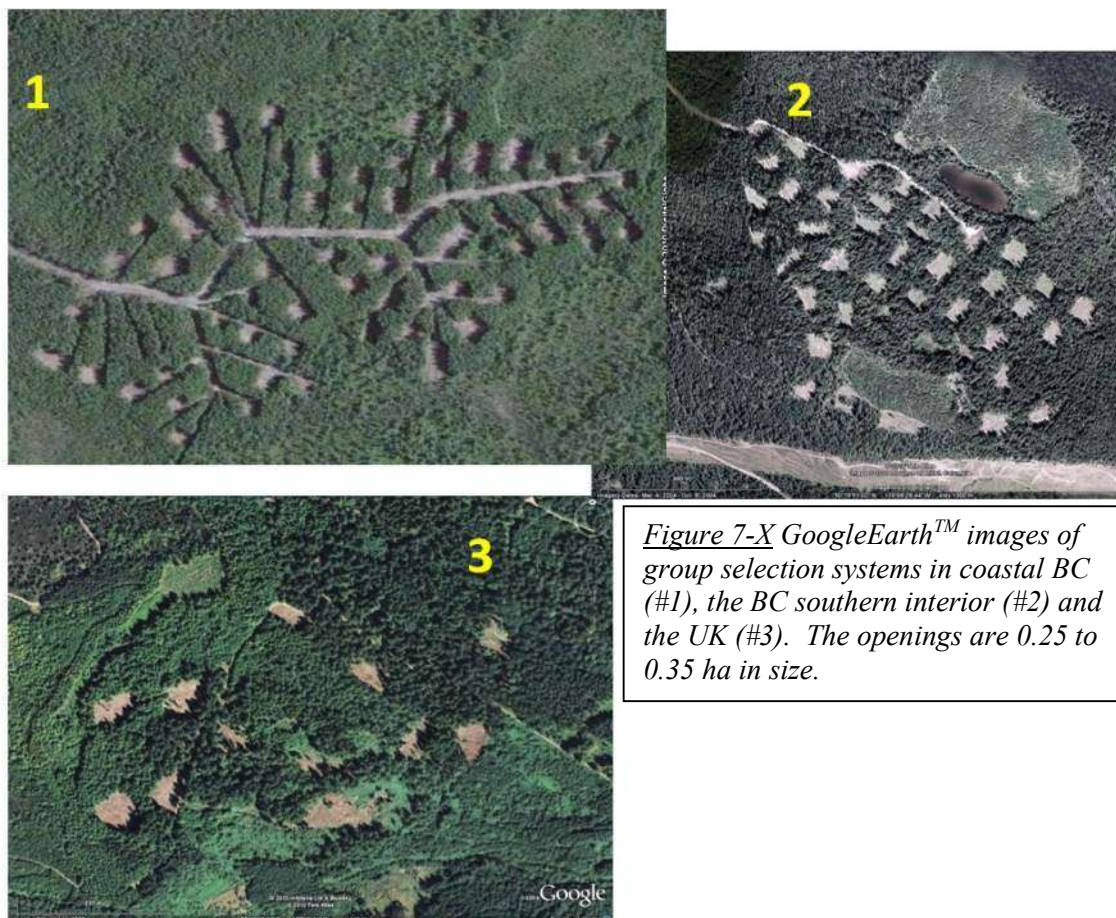 1
2
3
Figure 7-X GoogleEarth™ images of
group selection systems in coastal BC
(#1), the BC southern interior (#2) and
the UK (#3). The openings are 0.25 to
0.35 ha in size.
Google